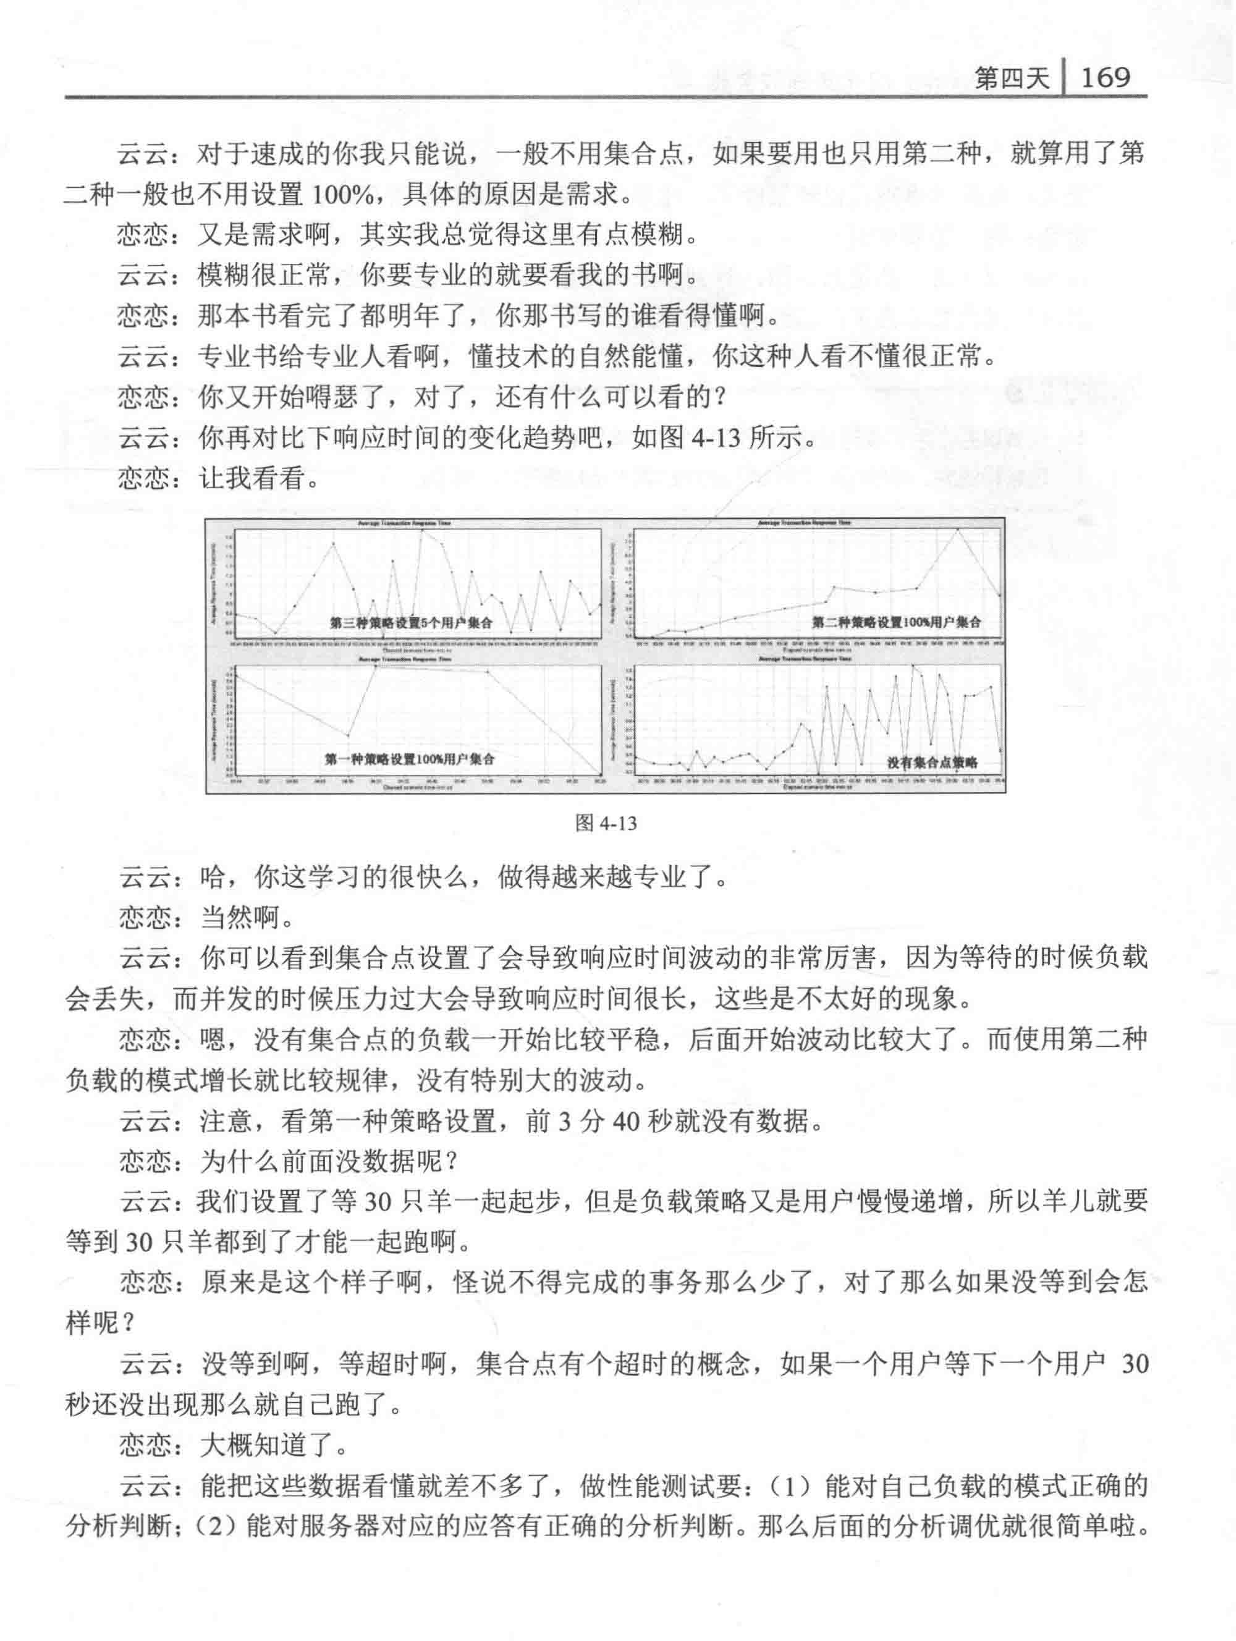 第四天 | 169
云云：对于速成的你我只能说，一般不用集合点，如果要用也只用第二种，就算用了第
二种一般也不用设置 100%，具体的原因是需求。
恋恋：又是需求啊，其实我总觉得这里有点模糊。
云云：模糊很正常，你要专业的就要看我的书啊。
恋恋：那本书看完了都明年了，你那书写的谁看得懂啊。
云云：专业书给专业人看啊，懂技术的自然能懂，你这种人看不懂很正常。
恋恋：你又开始嘚瑟了，对了，还有什么可以看的？
云云：你再对比下响应时间的变化趋势吧，如图 4-13 所示。
恋恋：让我看看。
Average Transaction Response Time
Average Transaction Response Time
第三种策略设置5个用户集合
第二种策略设置100%用户集合
Average Transaction Response Time
Average Transaction Response Time
第一种策略设置100%用户集合
没有集合点策略
图 4-13
云云：哈，你这学习的很快么，做得越来越专业了。
恋恋：当然啊。
云云：你可以看到集合点设置了会导致响应时间波动的非常厉害，因为等待的时候负载
会丢失，而并发的时候压力过大会导致响应时间很长，这些是不太好的现象。
恋恋：嗯，没有集合点的负载一开始比较平稳，后面开始波动比较大了。而使用第二种
负载的模式增长就比较规律，没有特别大的波动。
云云：注意，看第一种策略设置，前 3 分 40 秒就没有数据。
恋恋：为什么前面没数据呢？
云云：我们设置了等 30 只羊一起起步，但是负载策略又是用户慢慢递增，所以羊儿就要
等到 30 只羊都到了才能一起跑啊。
恋恋：原来是这个样子啊，怪说不得完成的事务那么少了，对了那么如果没等到会怎
样呢？
云云：没等到啊，等超时啊，集合点有个超时的概念，如果一个用户等下一个用户 30
秒还没出现那么就自己跑了。
恋恋：大概知道了。
云云：能把这些数据看懂就差不多了，做性能测试要：（1）能对自己负载的模式正确的
分析判断；（2）能对服务器对应的应答有正确的分析判断。那么后面的分析调优就很简单啦。